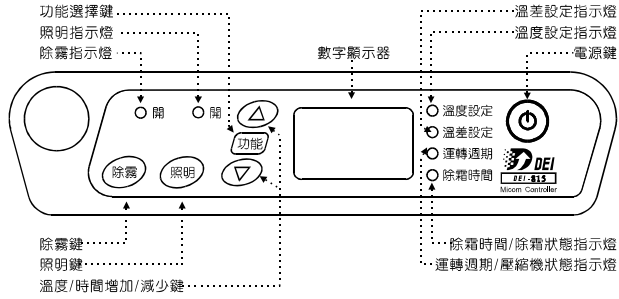 功能選擇鍵
照明指示燈
除霧指示燈
數字顯示器
溫差設定指示燈
溫度設定指示燈
電源鍵
開
開
功能
除霧
照明
溫度設定
溫差設定
運轉週期
除霜時間
DEI
DEI-815
Micom Controller
除霧鍵
照明鍵
溫度/時間增加/減少鍵
除霜時間/除霜狀態指示燈
運轉週期/壓縮機狀態指示燈